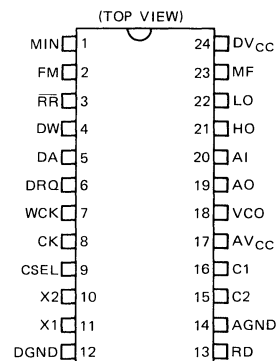 (TOP VIEW)
MIN 1 24 DVCC
FM 2 23 MF
RR 3 22 LO
DW 4 21 HO
DA 5 20 AI
DRQ 6 19 AO
WCK 7 18 VCO
CK 8 17 AVCC
CSEL 9 16 C1
X2 10 15 C2
X1 11 14 AGND
DGND 12 13 RD